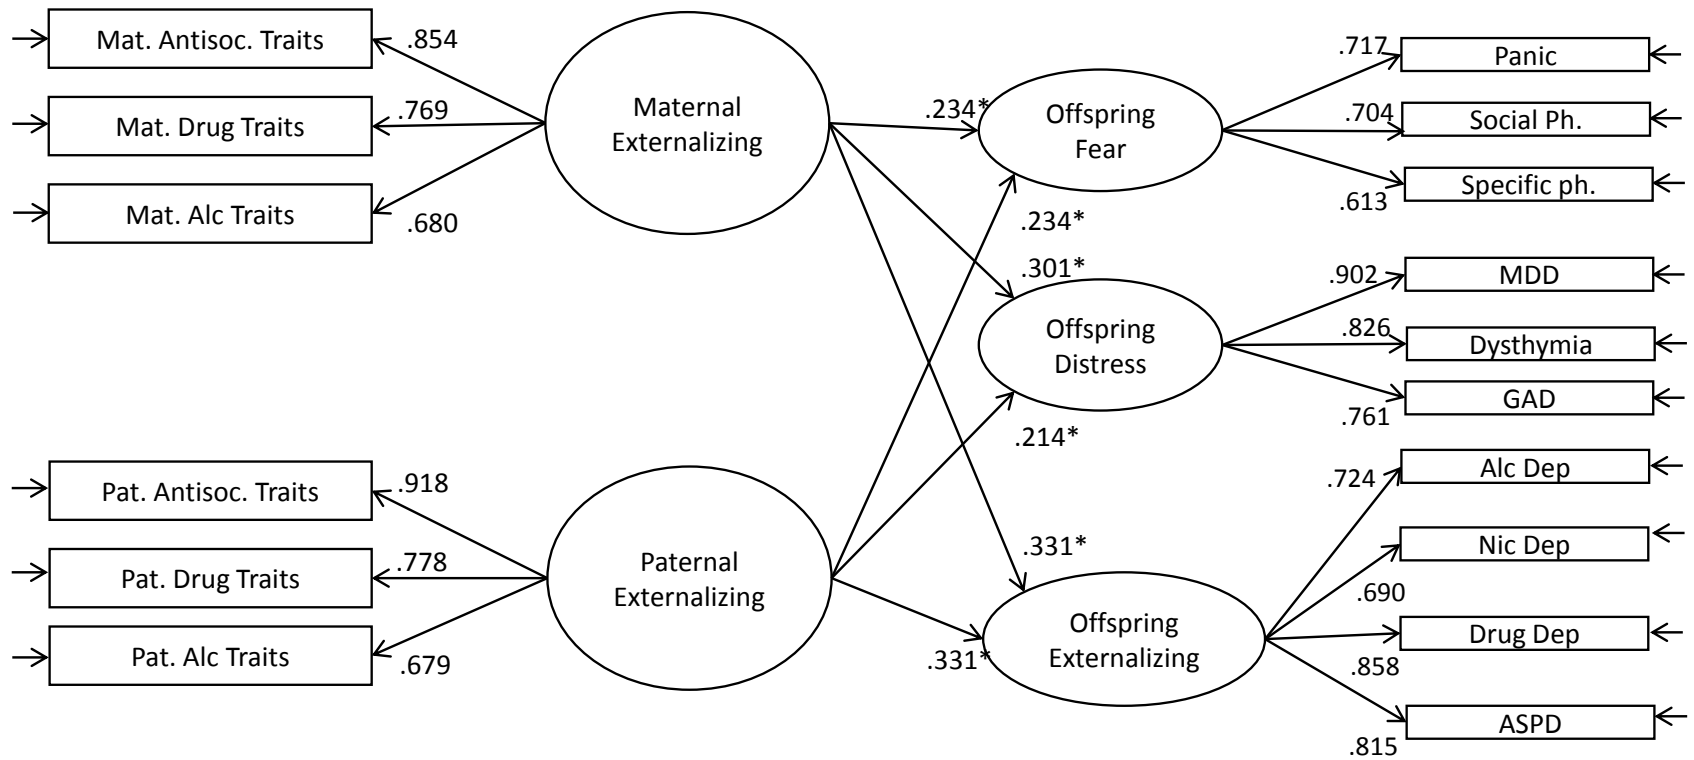 Mat. Antisoc. Traits
.854
Mat. Drug Traits
.769
Mat. Alc Traits
.680
Maternal
Externalizing
Pat. Antisoc. Traits
.918
Pat. Drug Traits
.778
Pat. Alc Traits
.679
Paternal
Externalizing
.234*
Offspring
Fear
.234*
.301*
Offspring
Distress
.214*
.331*
Offspring
Externalizing
.331*
.717
Panic
.704
Social Ph.
Specific ph.
.613
.902
MDD
.826
Dysthymia
GAD
.761
Alc Dep
.724
Nic Dep
.690
Drug Dep
.858
ASPD
.815